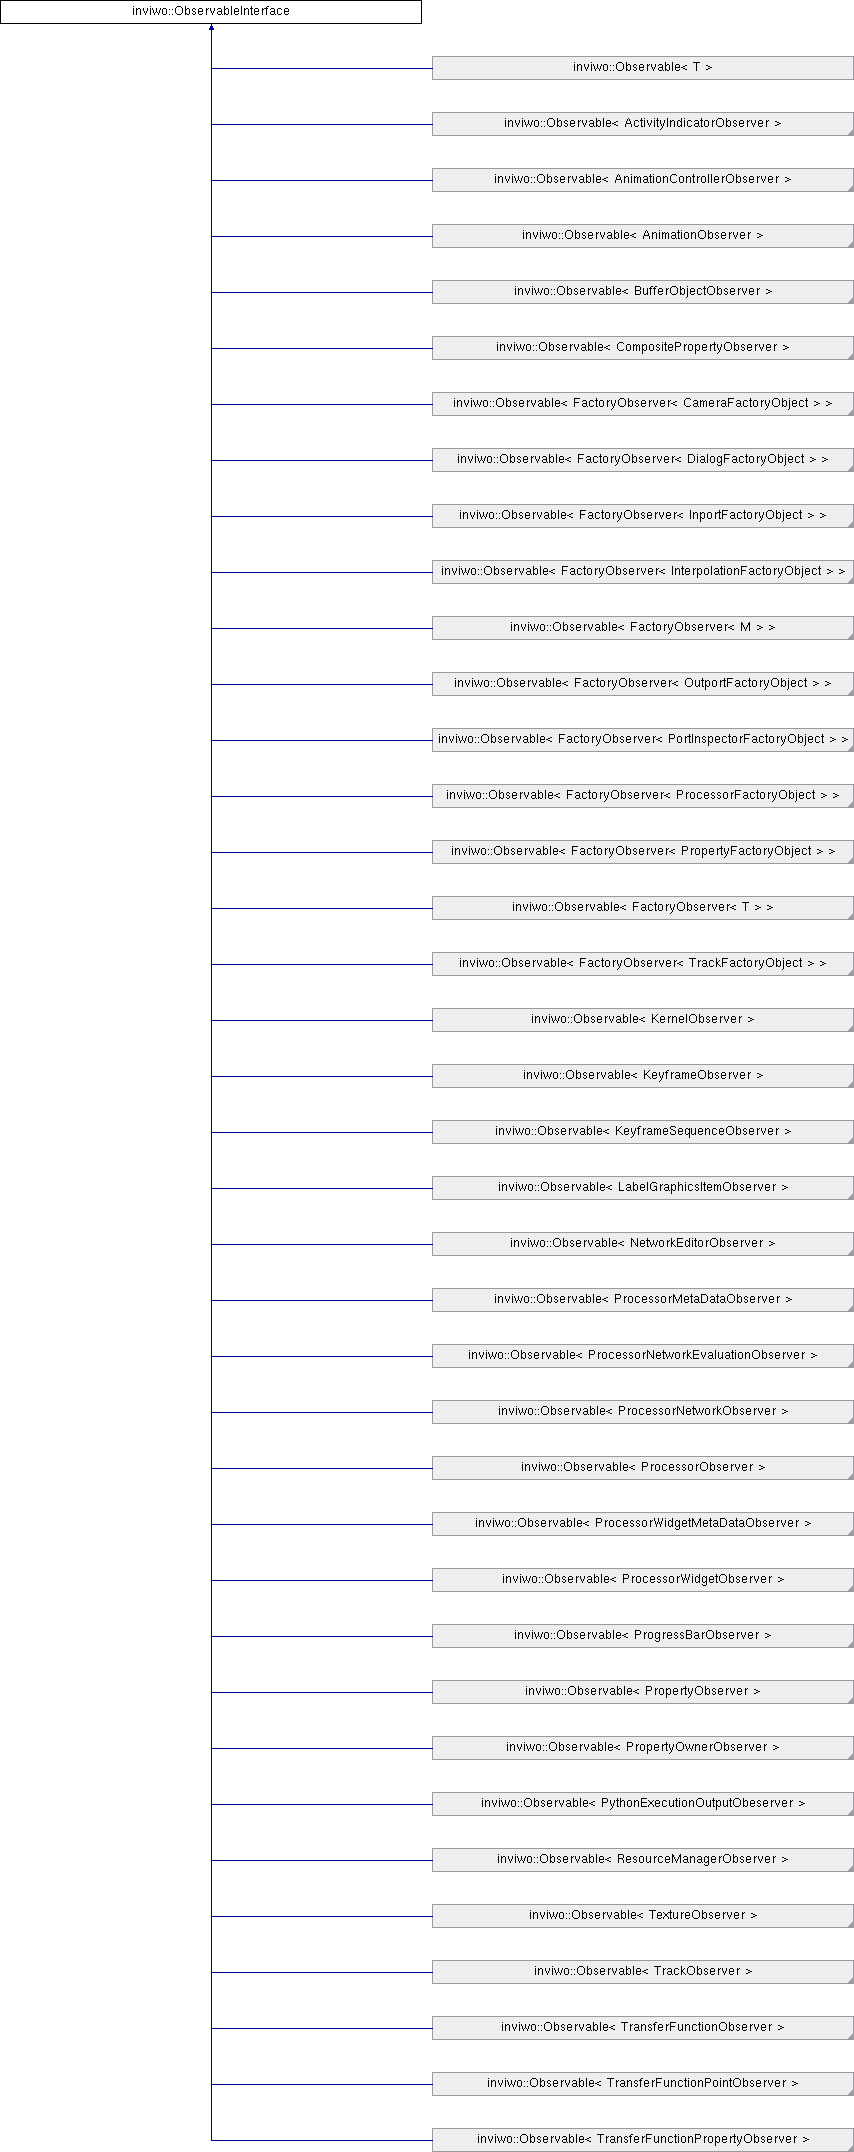 inviwo::ObservableInterface
inviwo::Observable< T >
inviwo::Observable< ActivityIndicatorObserver >
inviwo::Observable< AnimationControllerObserver >
inviwo::Observable< AnimationObserver >
inviwo::Observable< BufferObjectObserver >
inviwo::Observable< CompositePropertyObserver >
inviwo::Observable< FactoryObserver< CameraFactoryObject > >
inviwo::Observable< FactoryObserver< DialogFactoryObject > >
inviwo::Observable< FactoryObserver< InportFactoryObject > >
inviwo::Observable< FactoryObserver< InterpolationFactoryObject > >
inviwo::Observable< FactoryObserver< M > >
inviwo::Observable< FactoryObserver< OutportFactoryObject > >
inviwo::Observable< FactoryObserver< PortInspectorFactoryObject > >
inviwo::Observable< FactoryObserver< ProcessorFactoryObject > >
inviwo::Observable< FactoryObserver< PropertyFactoryObject > >
inviwo::Observable< FactoryObserver< T > >
inviwo::Observable< FactoryObserver< TrackFactoryObject > >
inviwo::Observable< KernelObserver >
inviwo::Observable< KeyframeObserver >
inviwo::Observable< KeyframeSequenceObserver >
inviwo::Observable< LabelGraphicsItemObserver >
inviwo::Observable< NetworkEditorObserver >
inviwo::Observable< ProcessorMetaDataObserver >
inviwo::Observable< ProcessorNetworkEvaluationObserver >
inviwo::Observable< ProcessorNetworkObserver >
inviwo::Observable< ProcessorObserver >
inviwo::Observable< ProcessorWidgetMetaDataObserver >
inviwo::Observable< ProcessorWidgetObserver >
inviwo::Observable< ProgressBarObserver >
inviwo::Observable< PropertyObserver >
inviwo::Observable< PropertyOwnerObserver >
inviwo::Observable< PythonExecutionOutputObeserver >
inviwo::Observable< ResourceManagerObserver >
inviwo::Observable< TextureObserver >
inviwo::Observable< TrackObserver >
inviwo::Observable< TransferFunctionObserver >
inviwo::Observable< TransferFunctionPointObserver >
inviwo::Observable< TransferFunctionPropertyObserver >